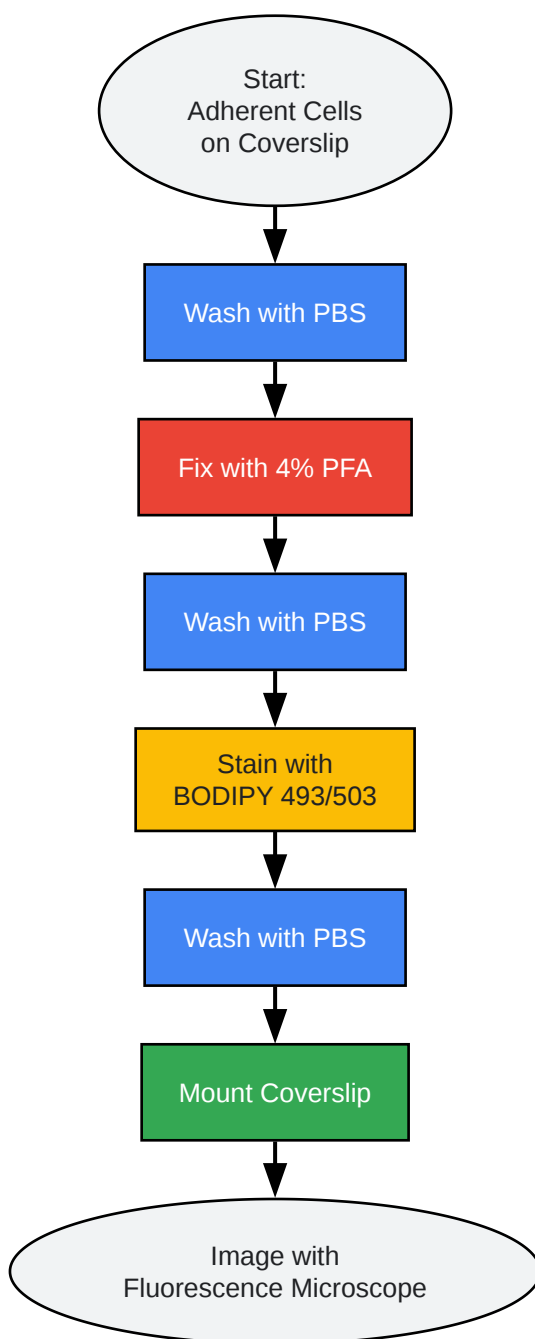 Start:
Adherent Cells
on Coverslip
Wash with PBS
Fix with 4% PFA
Wash with PBS
Stain with
BODIPY 493/503
Wash with PBS
Mount Coverslip
Image with
Fluorescence Microscope